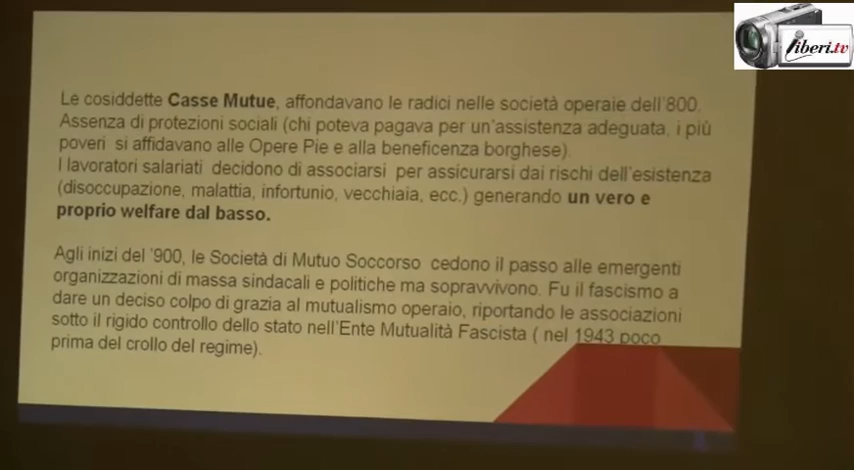 liberi.tv
Le cosiddette Casse Mutue, affondavano le radici nelle società operaie dell'800.
Assenza di protezioni sociali (chi poteva pagava per un'assistenza adeguata, i più
poveri si affidavano alle Opere Pie e alla beneficenza borghese).
I lavoratori salariati decidono di associarsi per assicurarsi dai rischi dell'esistenza
(disoccupazione, malattia, infortunio, vecchiaia, ecc.) generando un vero e
proprio welfare dal basso.
Agli inizi del '900, le Società di Mutuo Soccorso cedono il passo alle emergenti
organizzazioni di massa sindacali e politiche ma sopravvivono. Fu il fascismo a
dare un deciso colpo di grazia al mutualismo operaio, riportando le associazioni
sotto il rigido controllo dello stato nell'Ente Mutualità Fascista ( nel 1943 poco
prima del crollo del regime).